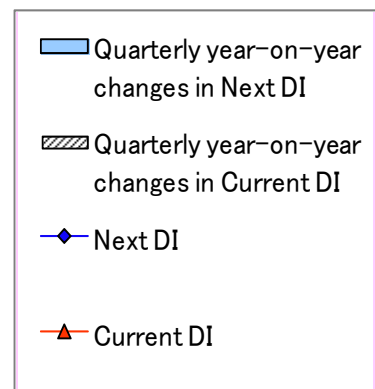 Quarterly year-on-year
changes in Next DI
Quarterly year-on-year
changes in Current DI
Next DI
Current DI